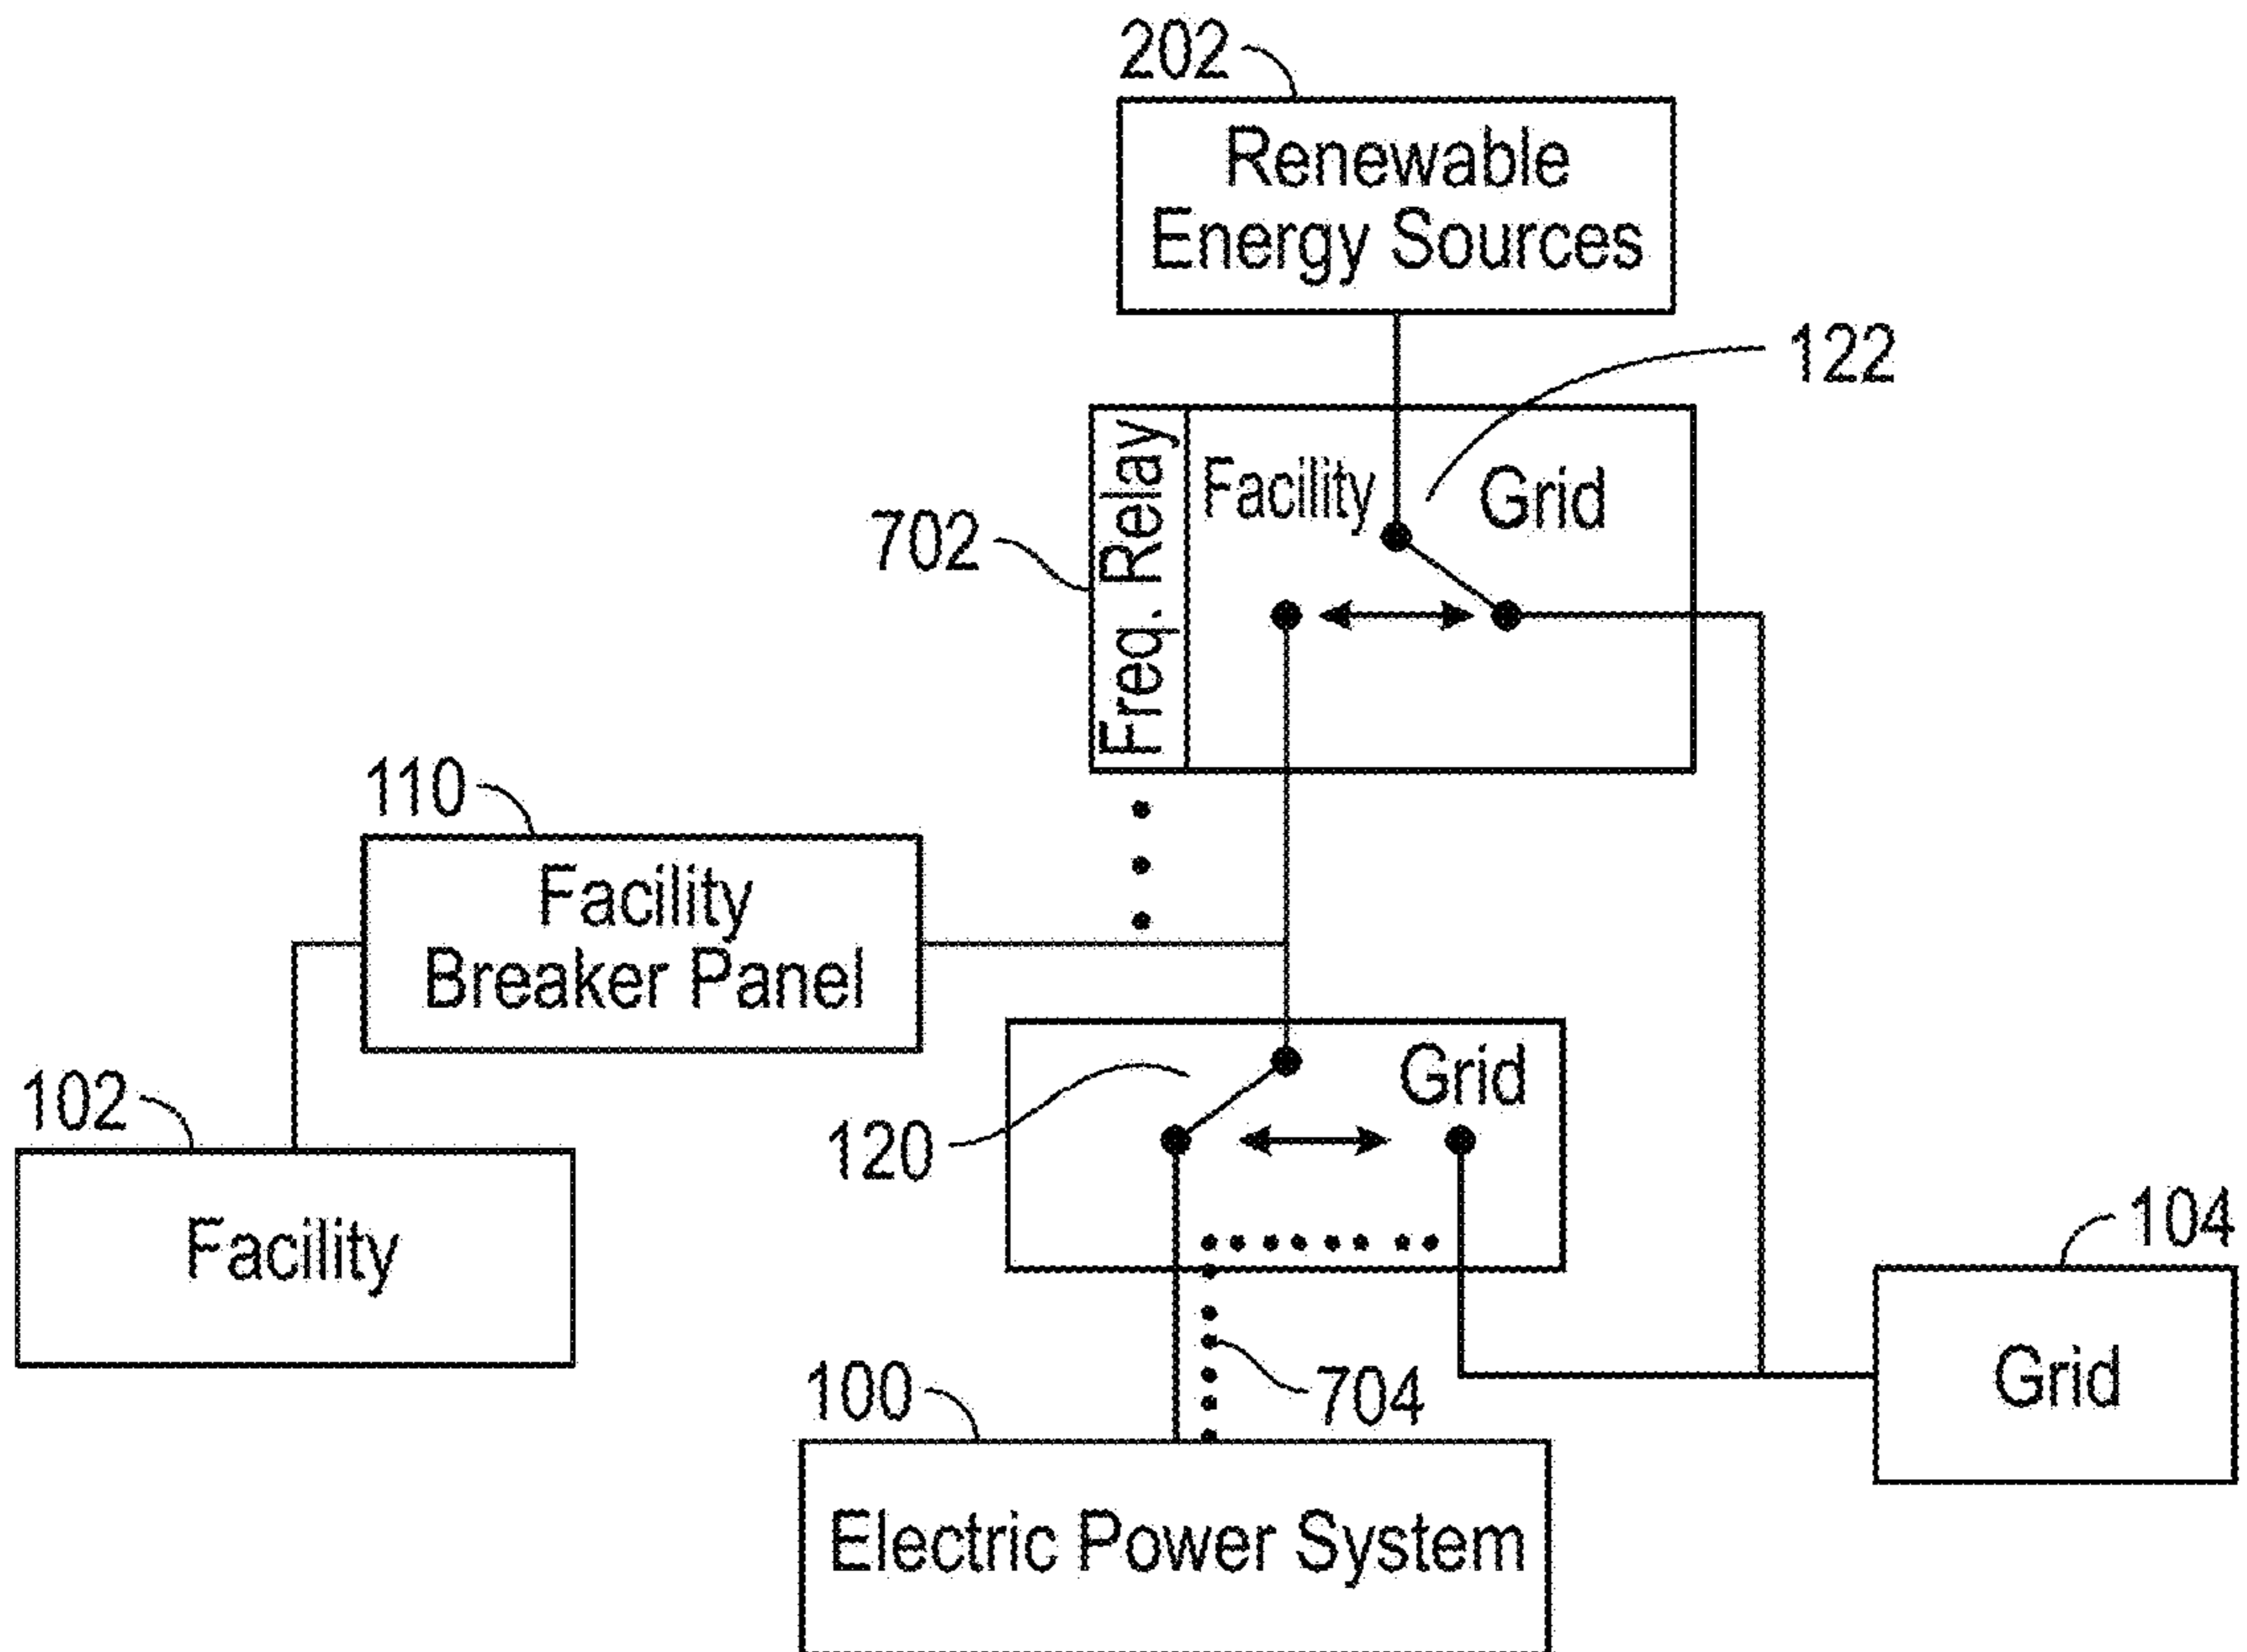 202
Renewable
Energy Sources
122
Freq. Relay
Facility
Grid
702
110
Facility
Breaker Panel
102
Grid
120
Facility
104
704
100
Grid
Electric Power System